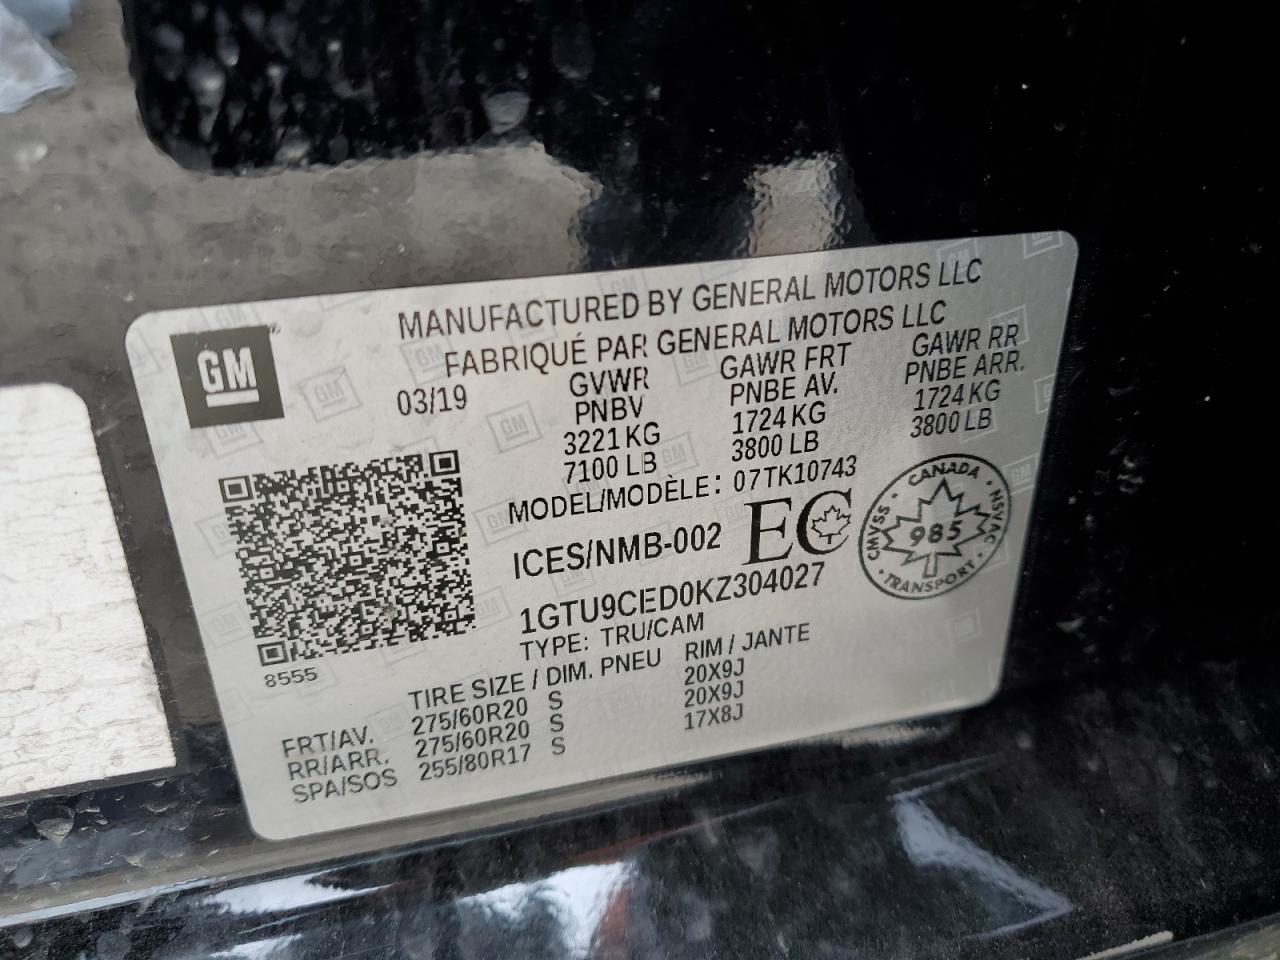 GM
MANUFACTURED BY GENERAL MOTORS LLC
FABRIQUÉ PAR GENERAL MOTORS LLC
03/19 GVWR GAWR FRT GAWR RR
PNBV PNBE AV. PNBE ARR.
3221 KG 1724 KG 1724 KG
7100 LB 3800 LB 3800 LB
MODEL/MODÈLE: 07TK10743
ICES/NMB-002 EC
CANADA
CMVSS 985 NSVAC
TRANSPORT
1GTU9CED0KZ304027
TYPE: TRU/CAM
8555
TIRE SIZE / DIM. PNEU RIM / JANTE
FRT/AV. 275/60R20 S 20X9J
RR/ARR. 275/60R20 S 20X9J
SPA/SOS 255/80R17 S 17X8J